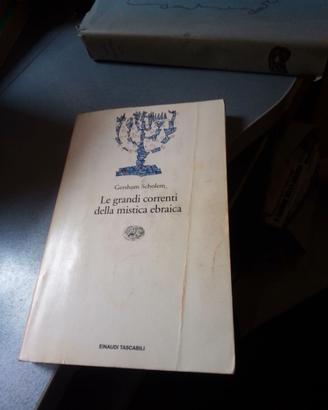 Gershom Scholem
Le grandi correnti
della mistica ebraica
EINAUDI TASCABILI